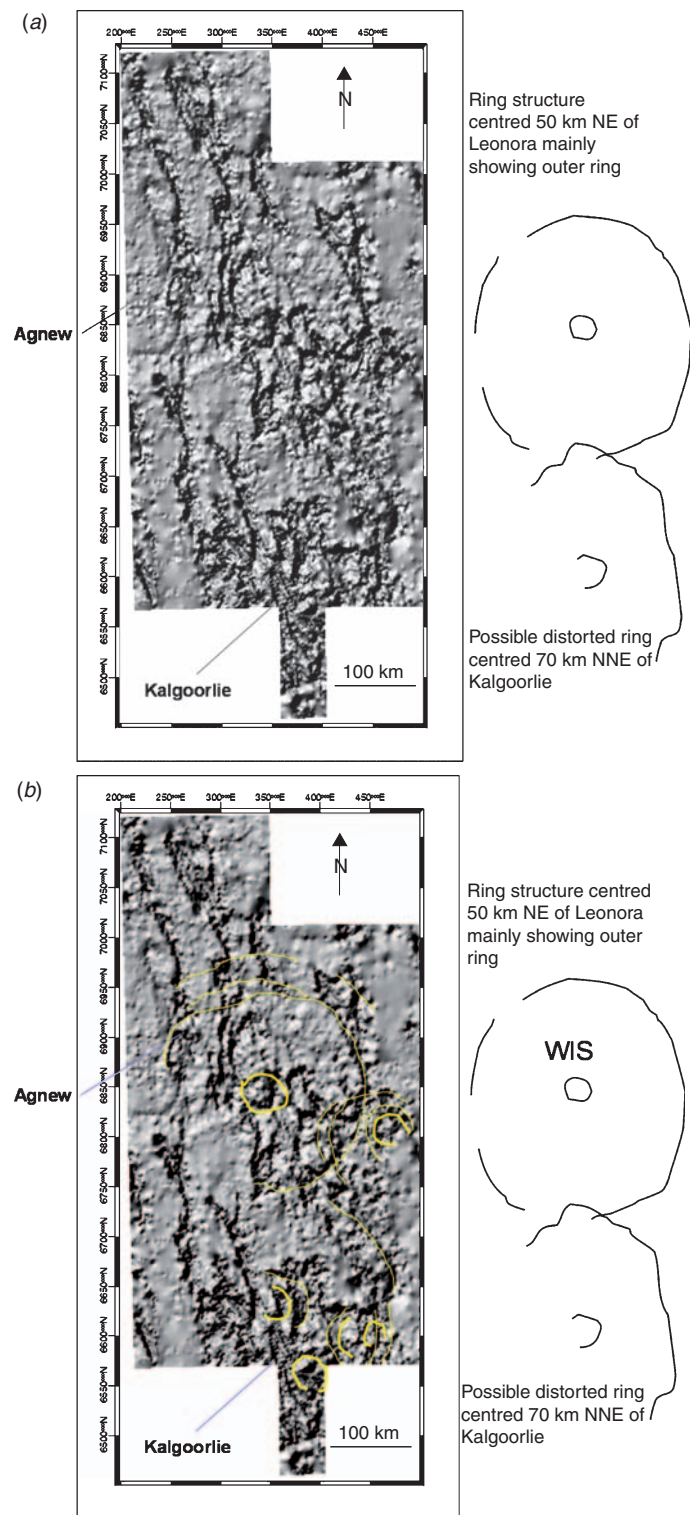 (a)
200000E 250000E 300000E 350000E 400000E 450000E
7100000N
7050000N
7000000N
6950000N
6900000N
6850000N
6800000N
6750000N
6700000N
6650000N
6600000N
6550000N
6500000N
N
Agnew
Kalgoorlie
100 km
Ring structure
centred 50 km NE of
Leonora mainly
showing outer ring
Possible distorted ring
centred 70 km NNE of
Kalgoorlie
(b)
200000E 250000E 300000E 350000E 400000E 450000E
7100000N
7050000N
7000000N
6950000N
6900000N
6850000N
6800000N
6750000N
6700000N
6650000N
6600000N
6550000N
6500000N
N
Agnew
Kalgoorlie
100 km
Ring structure centred
50 km NE of Leonora
mainly showing outer
ring
WIS
Possible distorted ring
centred 70 km NNE of
Kalgoorlie